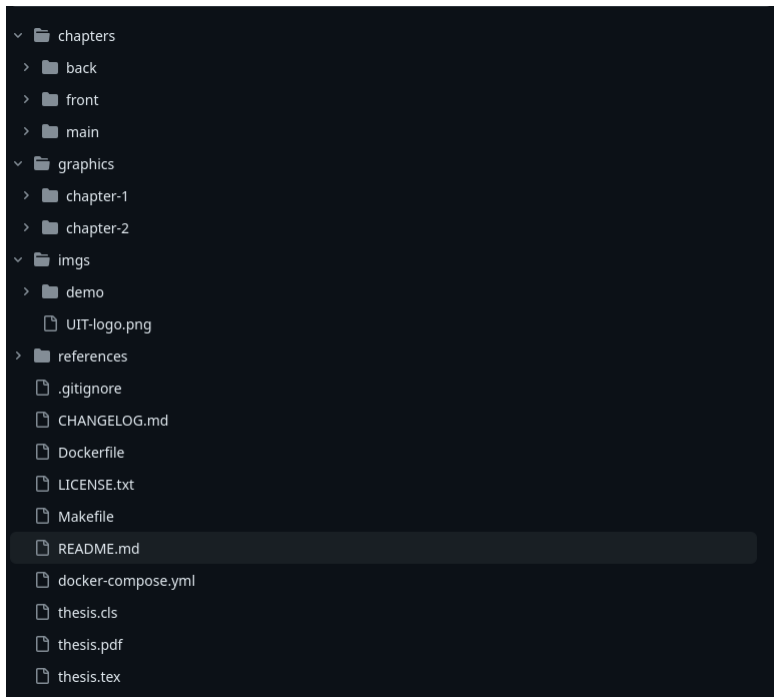 chapters
back
front
main
graphics
chapter-1
chapter-2
imgs
demo
UIT-logo.png
references
.gitignore
CHANGELOG.md
Dockerfile
LICENSE.txt
Makefile
README.md
docker-compose.yml
thesis.cls
thesis.pdf
thesis.tex